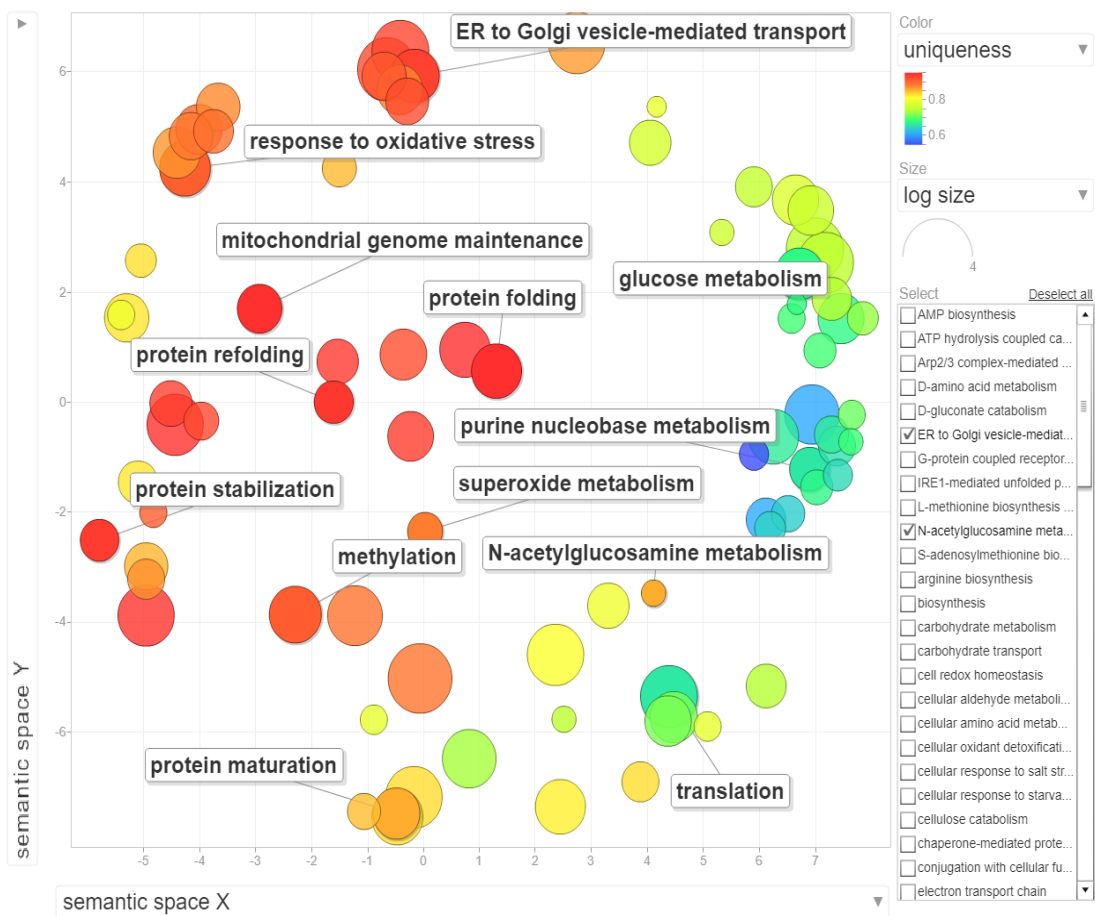 ▶
ER to Golgi vesicle-mediated transport
response to oxidative stress
mitochondrial genome maintenance
protein folding
glucose metabolism
protein refolding
purine nucleobase metabolism
protein stabilization
superoxide metabolism
methylation
N-acetylglucosamine metabolism
protein maturation
translation
6
4
2
0
-2
-4
-6
-5
-4
-3
-2
-1
0
1
2
3
4
5
6
7
semantic space Y
semantic space X
Color
uniqueness
0.8
0.6
Size
log size
4
Select
Deselect all
AMP biosynthesis
ATP hydrolysis coupled ca...
Arp2/3 complex-mediated ...
D-amino acid metabolism
D-gluconate catabolism
ER to Golgi vesicle-mediat...
G-protein coupled receptor...
IRE1-mediated unfolded p...
L-methionine biosynthesis ...
N-acetylglucosamine meta...
S-adenosylmethionine bio...
arginine biosynthesis
biosynthesis
carbohydrate metabolism
carbohydrate transport
cell redox homeostasis
cellular aldehyde metaboli...
cellular amino acid metab...
cellular oxidant detoxificati...
cellular response to salt str...
cellular response to starva...
cellulose catabolism
chaperone-mediated prote...
conjugation with cellular fu...
electron transport chain